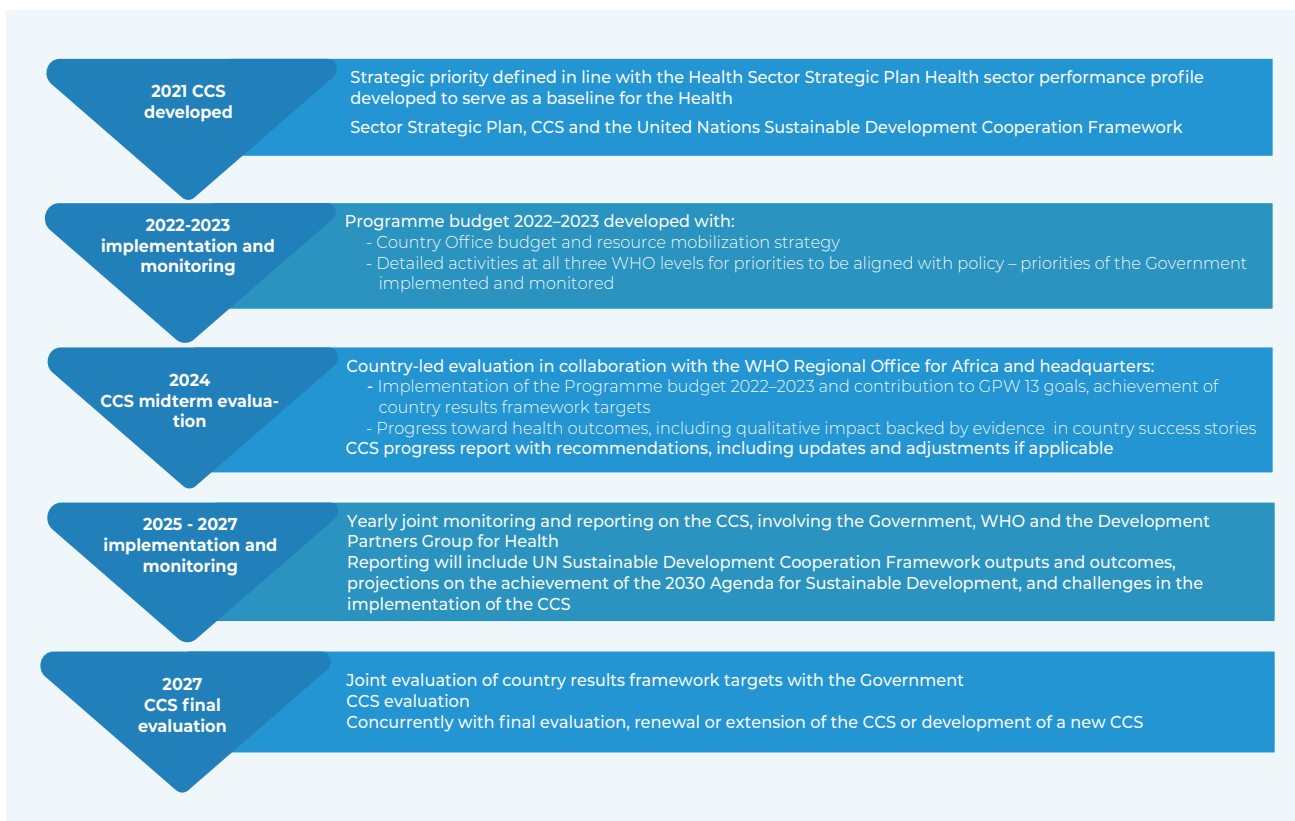 2021 CCS
developed
Strategic priority defined in line with the Health Sector Strategic Plan Health sector performance profile
developed to serve as a baseline for the Health
Sector Strategic Plan, CCS and the United Nations Sustainable Development Cooperation Framework
2022-2023
implementation and
monitoring
Programme budget 2022–2023 developed with:
- Country Office budget and resource mobilization strategy
- Detailed activities at all three WHO levels for priorities to be aligned with policy – priorities of the Government
implemented and monitored
2024
CCS midterm evalua-
tion
Country-led evaluation in collaboration with the WHO Regional Office for Africa and headquarters:
- Implementation of the Programme budget 2022–2023 and contribution to GPW 13 goals, achievement of
country results framework targets
- Progress toward health outcomes, including qualitative impact backed by evidence in country success stories
CCS progress report with recommendations, including updates and adjustments if applicable
2025 - 2027
implementation and
monitoring
Yearly joint monitoring and reporting on the CCS, involving the Government, WHO and the Development
Partners Group for Health
Reporting will include UN Sustainable Development Cooperation Framework outputs and outcomes,
projections on the achievement of the 2030 Agenda for Sustainable Development, and challenges in the
implementation of the CCS
2027
CCS final
evaluation
Joint evaluation of country results framework targets with the Government
CCS evaluation
Concurrently with final evaluation, renewal or extension of the CCS or development of a new CCS